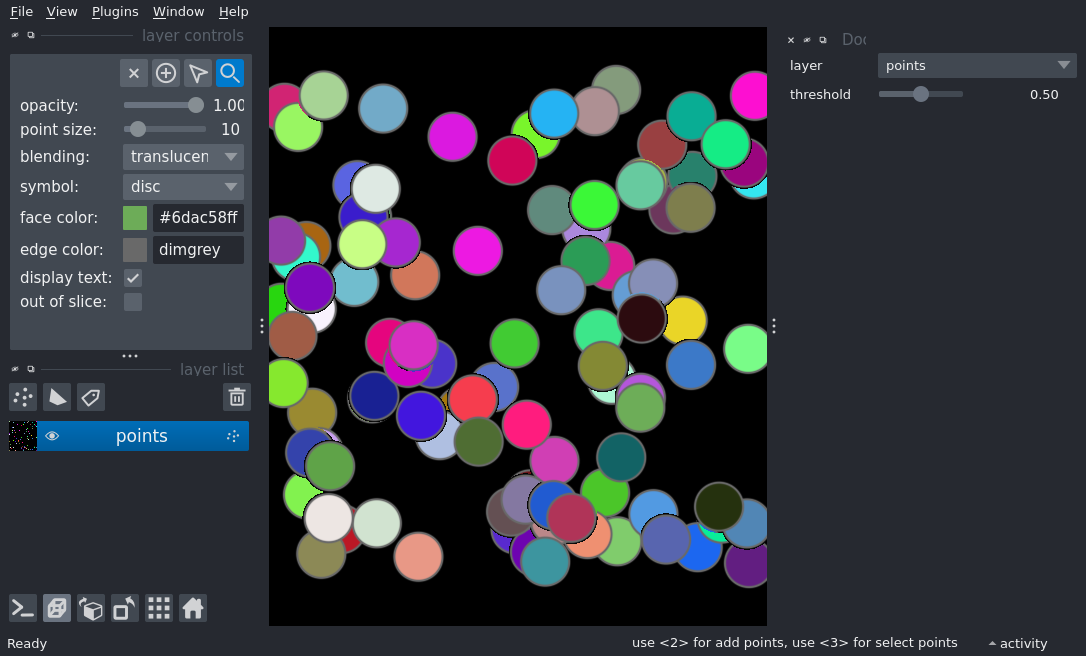 File View Plugins Window Help
layer controls
opacity: 1.00
point size: 10
blending: translucen
symbol: disc
face color: #6dac58ff
edge color: dimgrey
display text:
out of slice:
layer list
points
Doc
layer points
threshold 0.50
Ready use <2> for add points, use <3> for select points activity